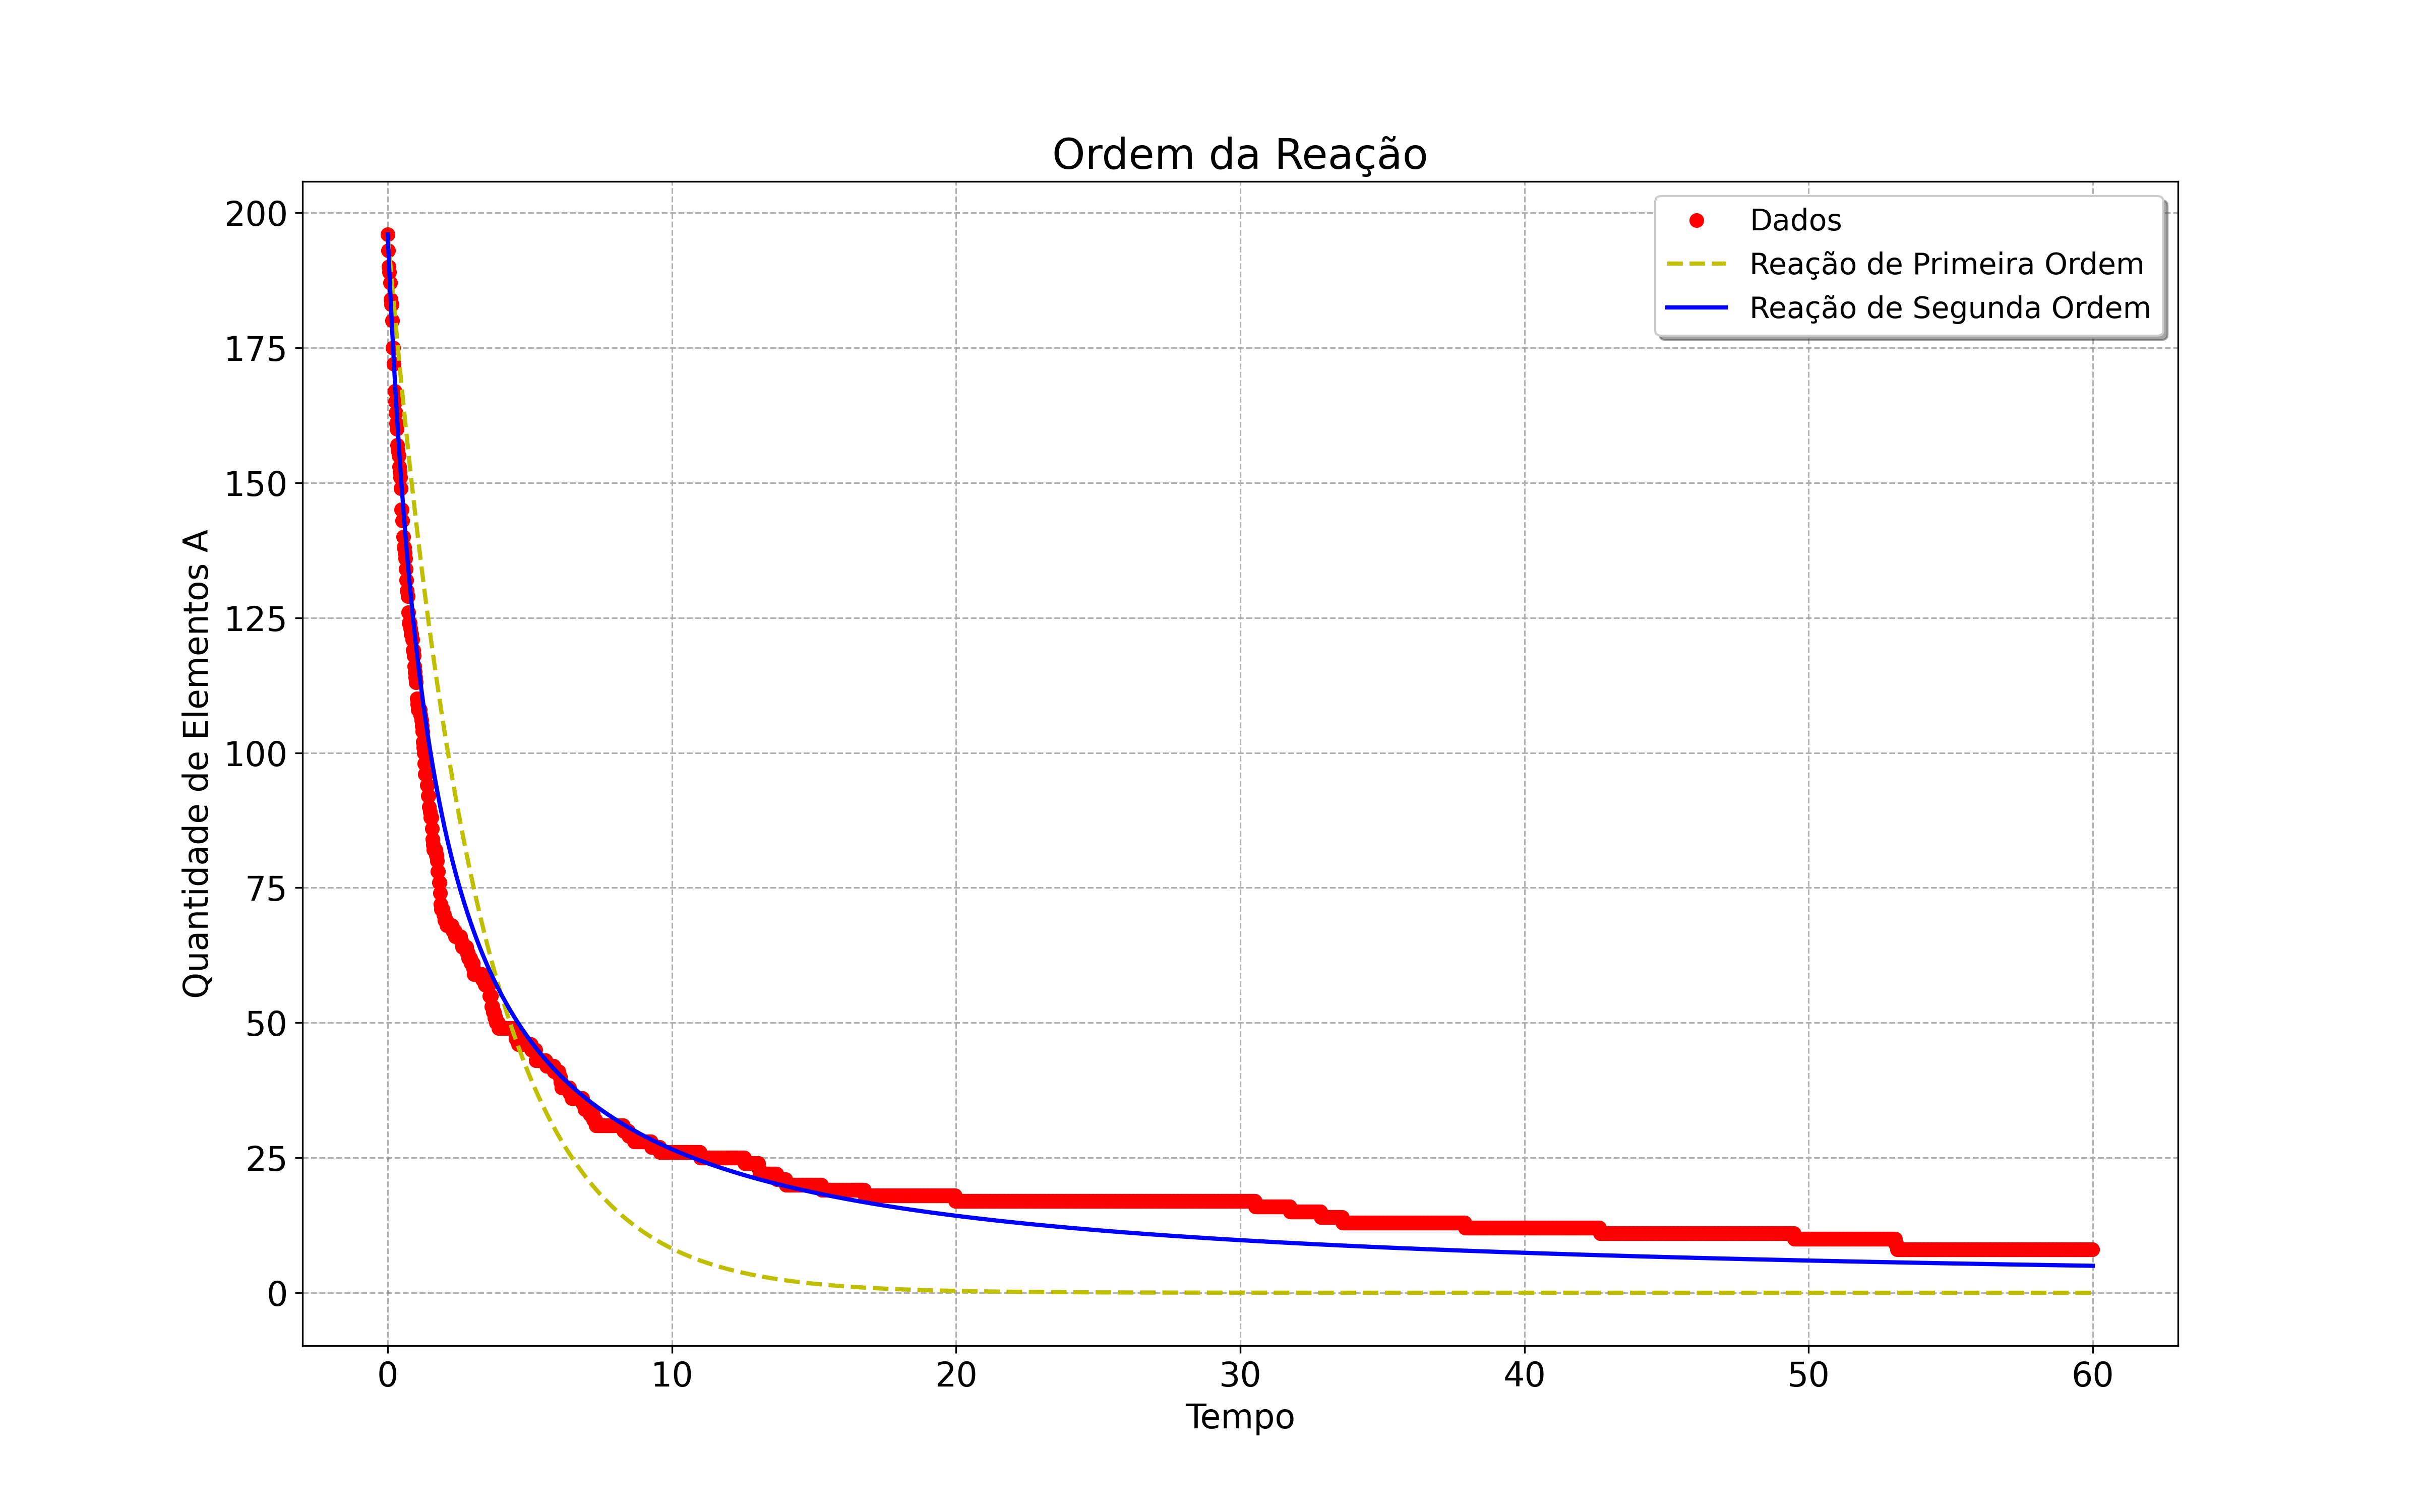 Ordem da Reação
Dados
Reação de Primeira Ordem
Reação de Segunda Ordem
Quantidade de Elementos A
200
175
150
125
100
75
50
25
0
0 10 20 30 40 50 60
Tempo